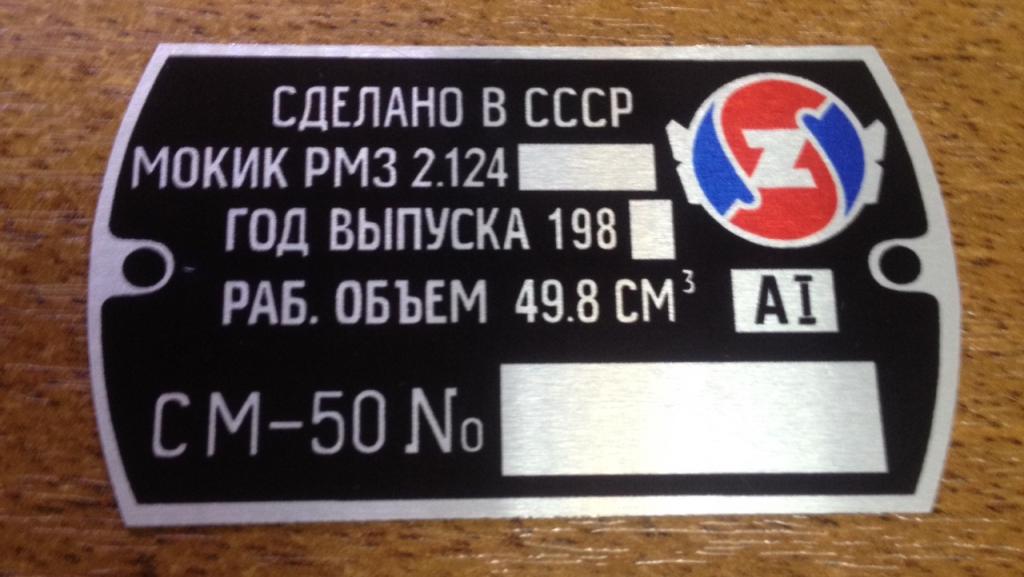 СДЕЛАНО В СССР
МОКИК РМЗ 2.124
ГОД ВЫПУСКА 198
РАБ. ОБЪЕМ 49.8 СМ³
AI
СМ-50 №